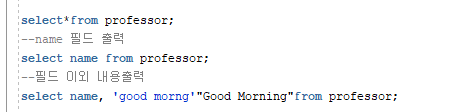 select*from professor;
--name 필드 출력
select name from professor;
--필드 이외 내용출력
select name, 'good morng'"Good Morning"from professor;